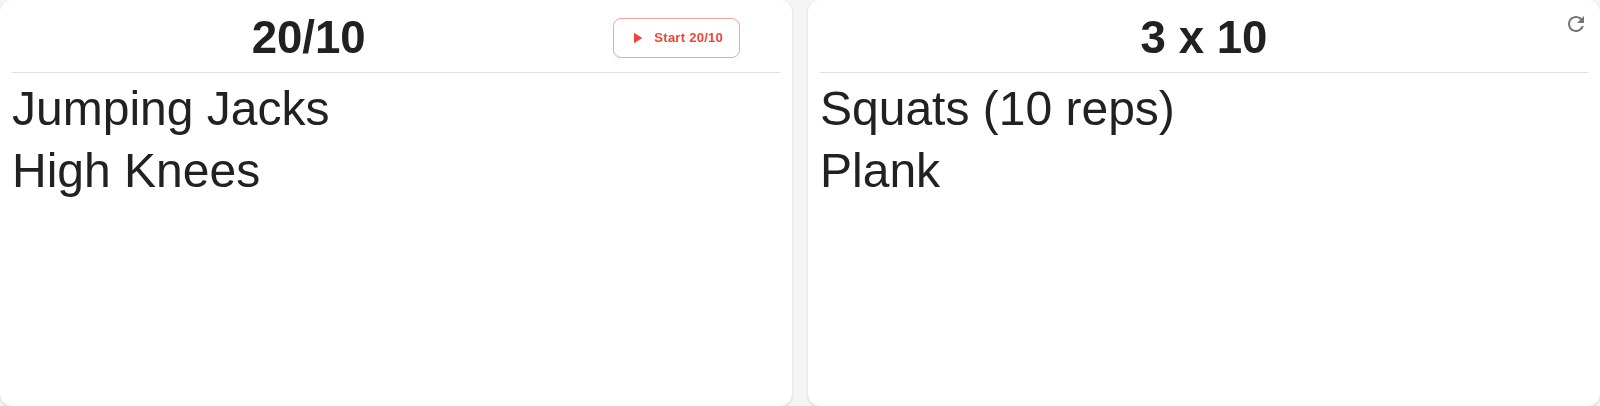 20/10
Start 20/10
Jumping Jacks
High Knees
3 x 10
Squats (10 reps)
Plank